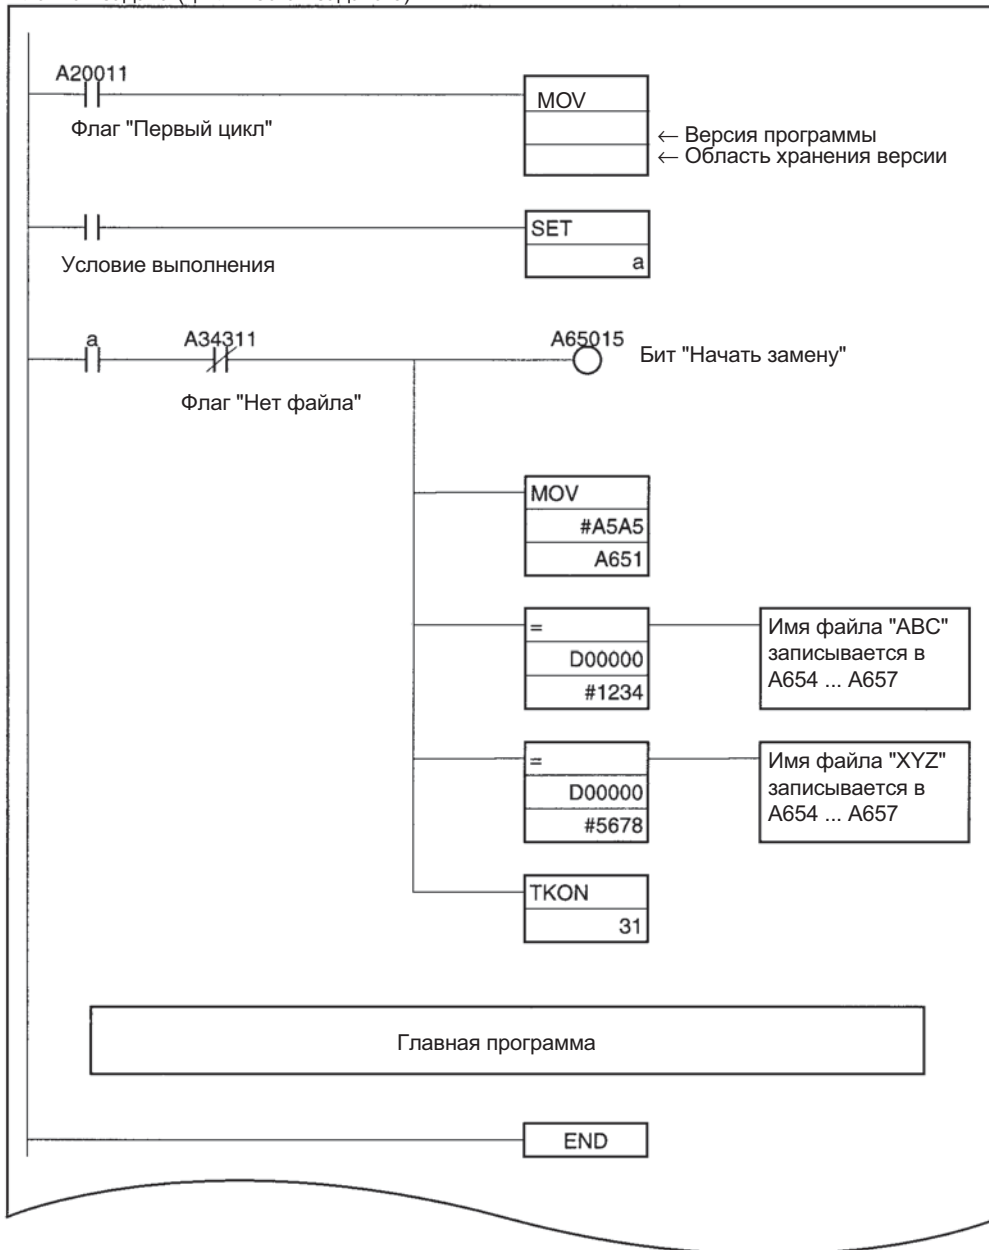 A20011
MOV
Флаг "Первый цикл"
← Версия программы
← Область хранения версии
SET
a
Условие выполнения
a
A34311
A65015
Бит "Начать замену"
Флаг "Нет файла"
MOV
#A5A5
A651
=
D00000
#1234
Имя файла "ABC"
записывается в
A654 ... A657
=
D00000
#5678
Имя файла "XYZ"
записывается в
A654 ... A657
TKON
31
Главная программа
END